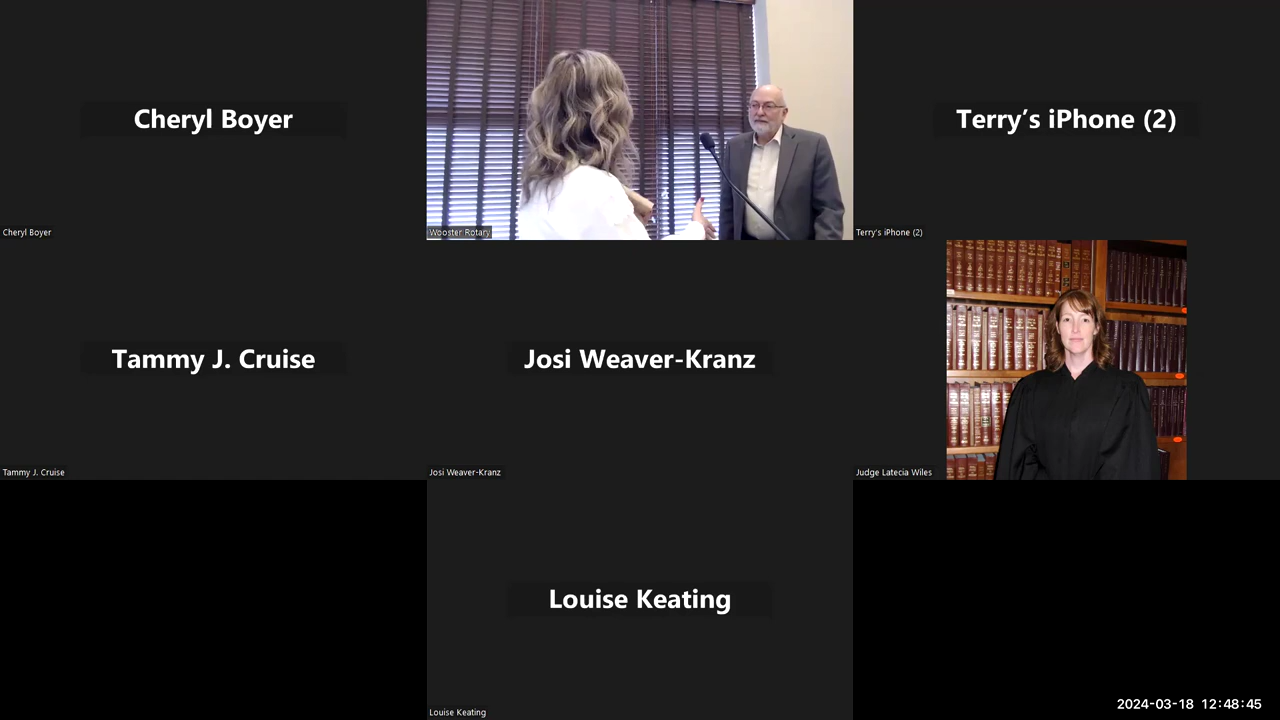 Cheryl Boyer
Cheryl Boyer
Wooster Rotary
Terry’s iPhone (2)
Terry's iPhone (2)
Tammy J. Cruise
Tammy J. Cruise
Josi Weaver-Kranz
Josi Weaver-Kranz
Judge Latecia Wiles
Louise Keating
Louise Keating
2024-03-18 12:48:45